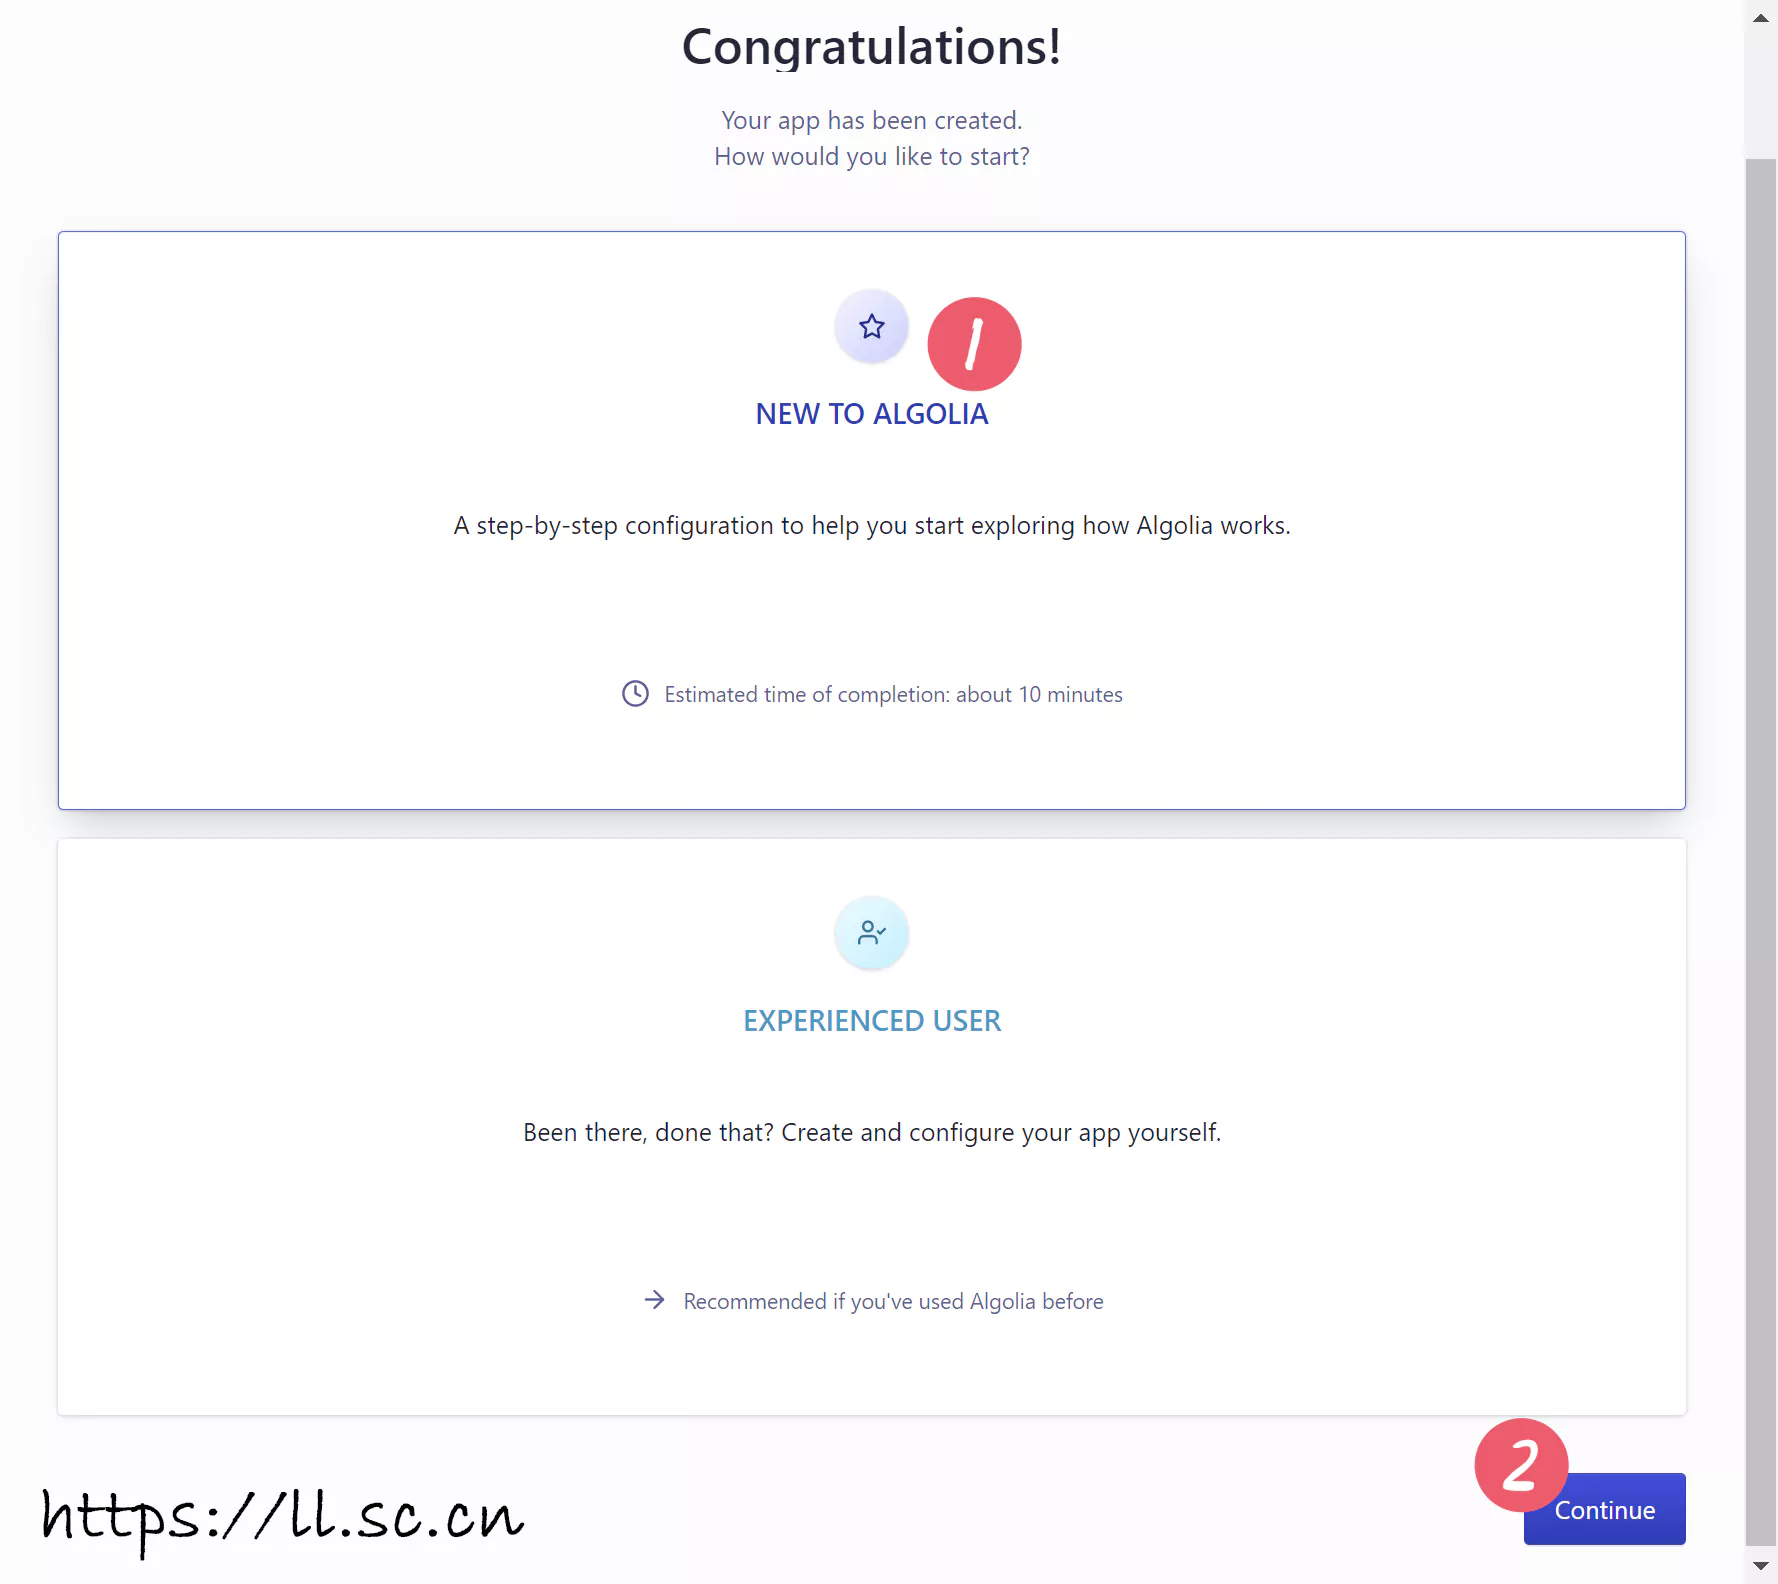 Congratulations!
Your app has been created.
How would you like to start?
1
NEW TO ALGOLIA
A step-by-step configuration to help you start exploring how Algolia works.
Estimated time of completion: about 10 minutes
EXPERIENCED USER
Been there, done that? Create and configure your app yourself.
Recommended if you've used Algolia before
2
Continue
https://ll.sc.cn